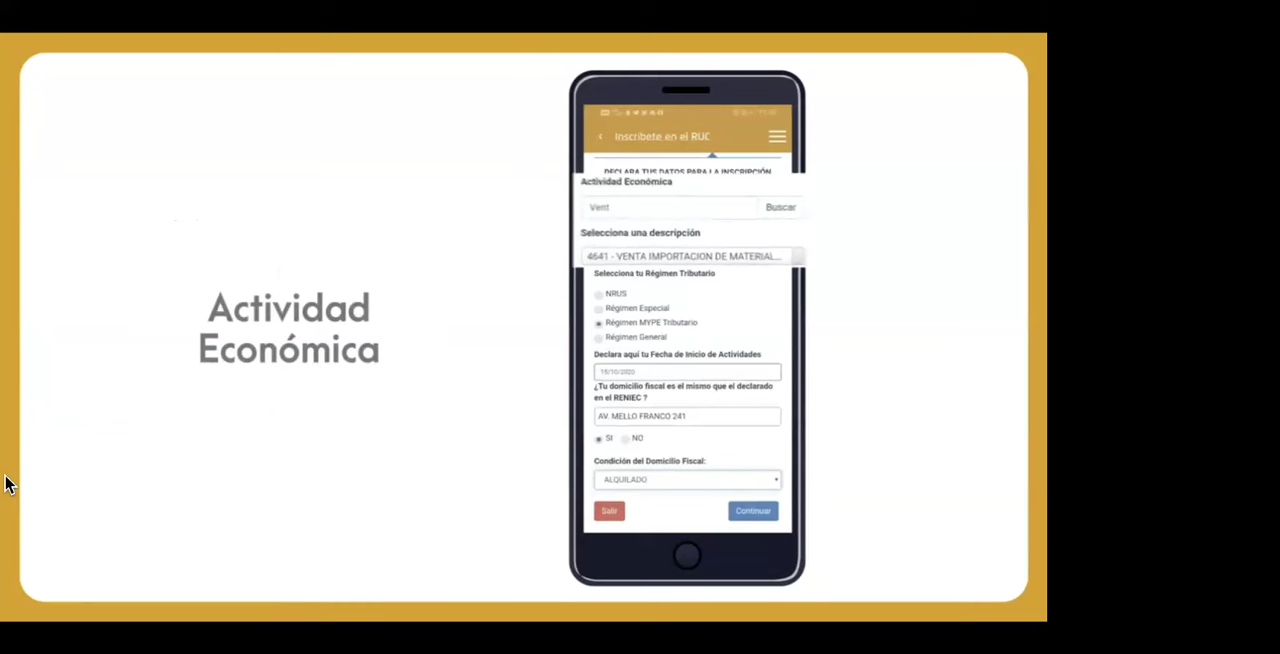 Actividad
Económica
Inscríbete en el RUC
DECLARA TUS DATOS PARA LA INSCRIPCIÓN
Actividad Económica
Vent
Buscar
Selecciona una descripción
4641 - VENTA IMPORTACION DE MATERIAL...
Selecciona tu Régimen Tributario
NRUS
Régimen Especial
Régimen MYPE Tributario
Régimen General
Declara aquí tu Fecha de Inicio de Actividades
15/10/2020
¿Tu domicilio fiscal es el mismo que el declarado
en el RENIEC ?
AV. MELLO FRANCO 241
SI NO
Condición del Domicilio Fiscal:
ALQUILADO
Salir
Continuar